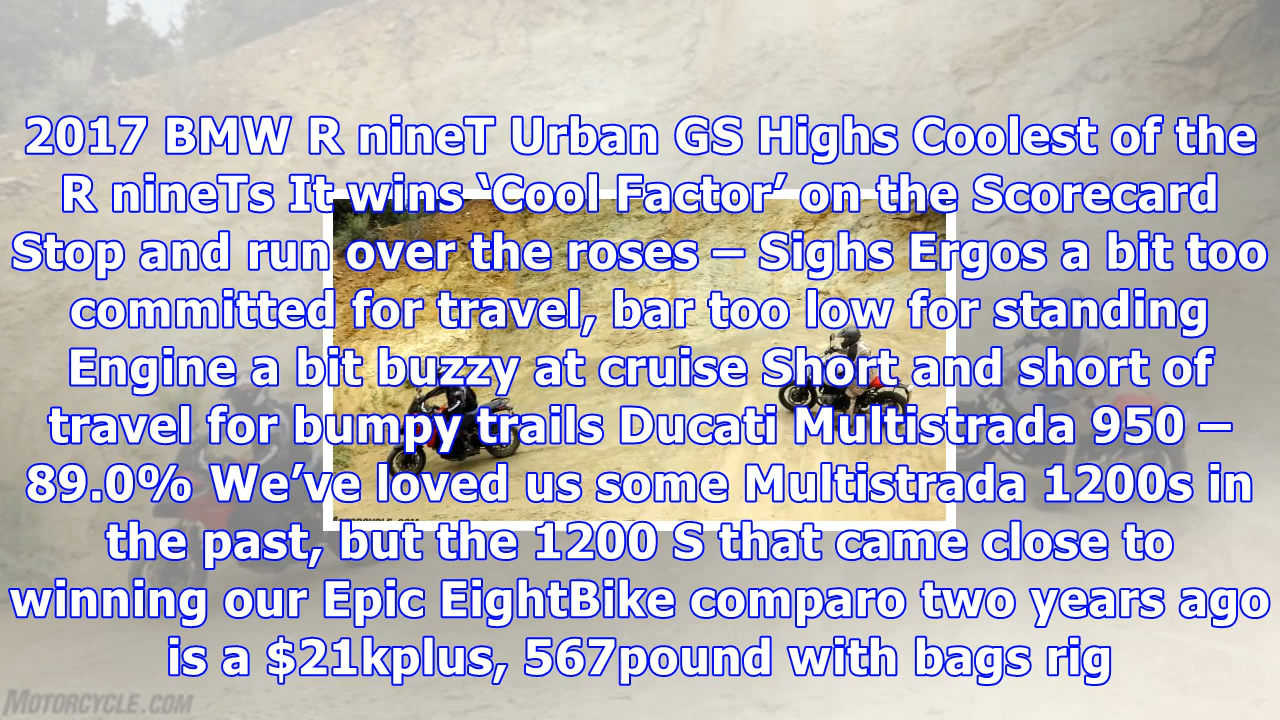 2017 BMW R nineT Urban GS Highs Coolest of the
R nineTs It wins ‘Cool Factor’ on the Scorecard
Stop and run over the roses – Sighs Ergos a bit too
committed for travel, bar too low for standing
Engine a bit buzzy at cruise Short and short of
travel for bumpy trails Ducati Multistrada 950 –
89.0% We’ve loved us some Multistrada 1200s in
the past, but the 1200 S that came close to
winning our Epic EightBike comparo two years ago
is a $21kplus, 567pound with bags rig
MOTORCYCLE.COM
MOTORCYCLE.COM